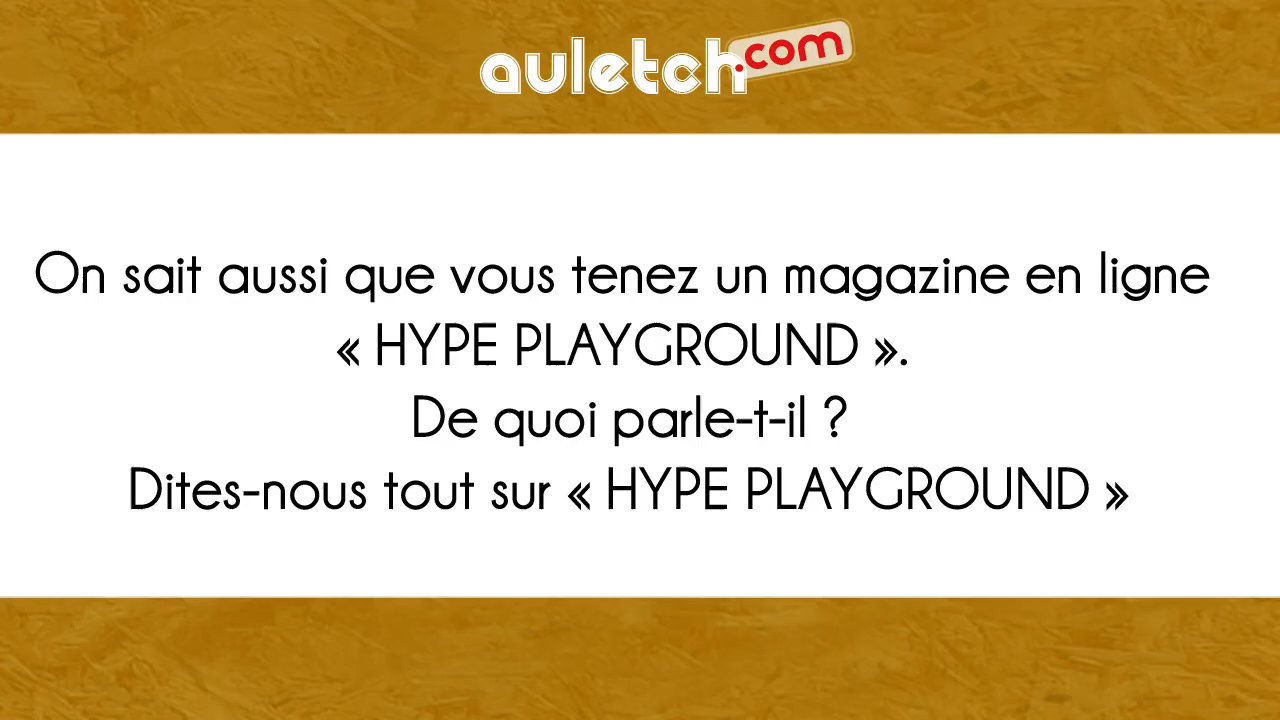 auletch.com
On sait aussi que vous tenez un magazine en ligne
« HYPE PLAYGROUND ».
De quoi parle-t-il ?
Dites-nous tout sur « HYPE PLAYGROUND »